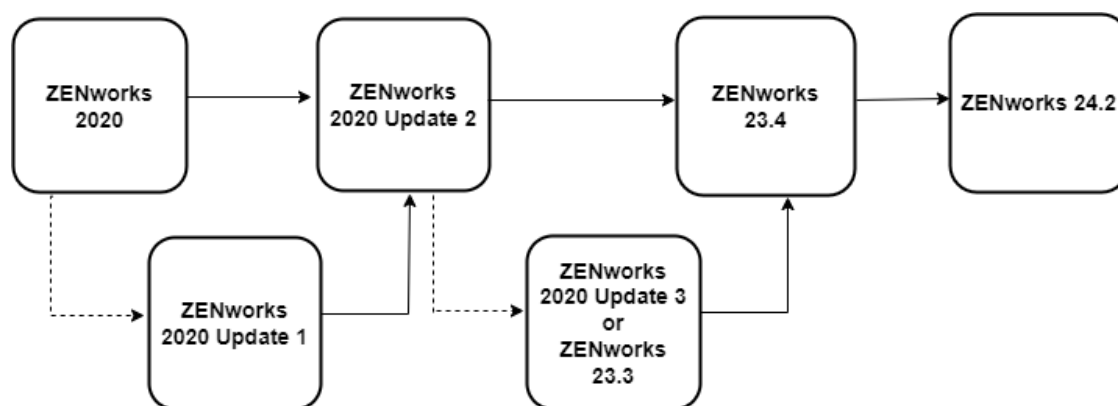 ZENworks
2020
ZENworks
2020 Update 2
ZENworks
23.4
ZENworks 24.2
ZENworks
2020 Update 1
ZENworks
2020 Update 3
or
ZENworks
23.3